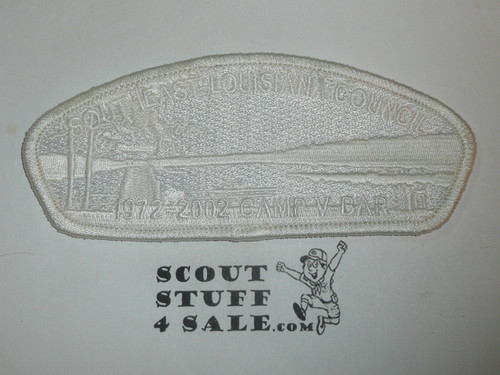 SOUTHEAST LOUISIANA COUNCIL
1972-2002 CAMP V-BAR
SCOUT
STUFF
4 SALE.COM